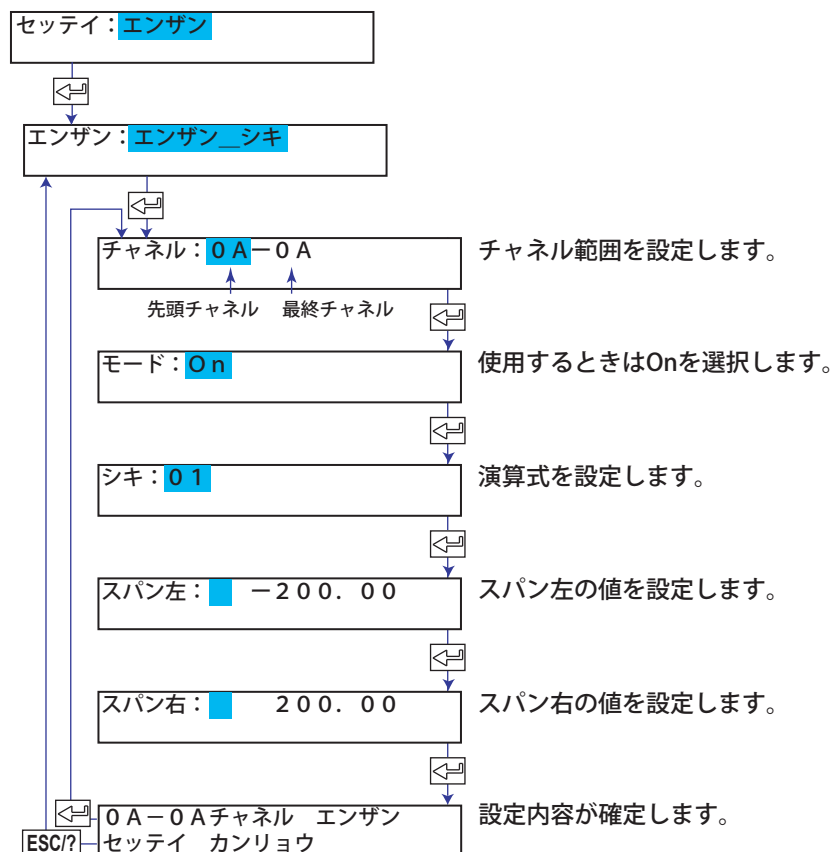 セッテイ：エンザン
エンザン：エンザン＿シキ
チャネル：０Ａ－０Ａ
チャネル範囲を設定します。
先頭チャネル 最終チャネル
モード：Ｏｎ
使用するときはOnを選択します。
シキ：０１
演算式を設定します。
スパン左：　－２００．００
スパン左の値を設定します。
スパン右：　２００．００
スパン右の値を設定します。
０Ａ－０Ａチャネル　エンザン
設定内容が確定します。
ESC/?
セッテイ　カンリョウ